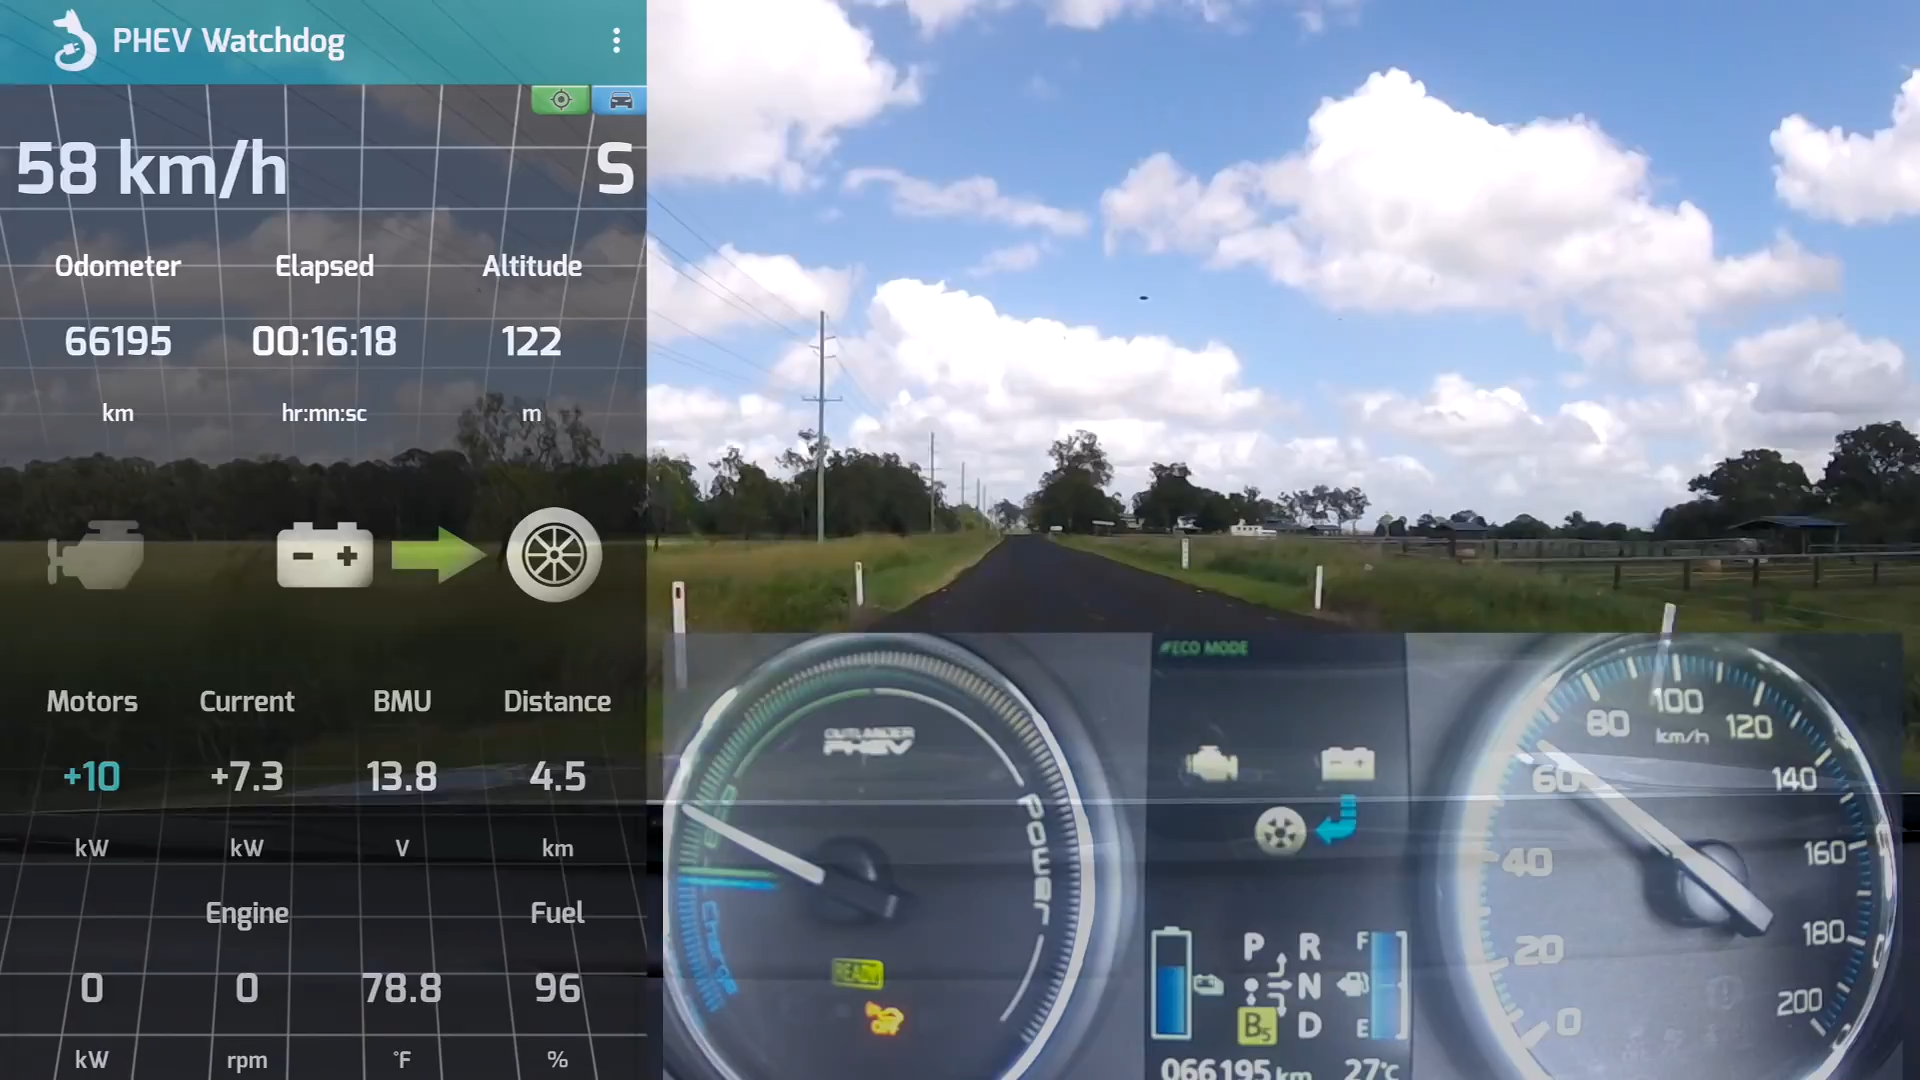 PHEV Watchdog
58 km/h
S
Odometer Elapsed Altitude
66195 00:16:18 122
km hr:mn:sc m
Motors Current BMU Distance
+10 +7.3 13.8 4.5
kW kW V km
Engine Fuel
0 0 78.8 96
kW rpm °F %
OUTLANDER
PHEV
eco
Power
Charge
READY
OFF
ECO MODE
P R
N
B5 D
F
E
066195 km 27°C
0 20 40 60 80 100 120 140 160 180 200
km/h